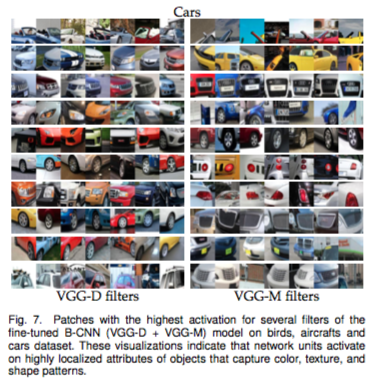 Cars
VGG-D filters
VGG-M filters
Fig. 7. Patches with the highest activation for several filters of the
fine-tuned B-CNN (VGG-D + VGG-M) model on birds, aircrafts and
cars dataset. These visualizations indicate that network units activate
on highly localized attributes of objects that capture color, texture, and
shape patterns.